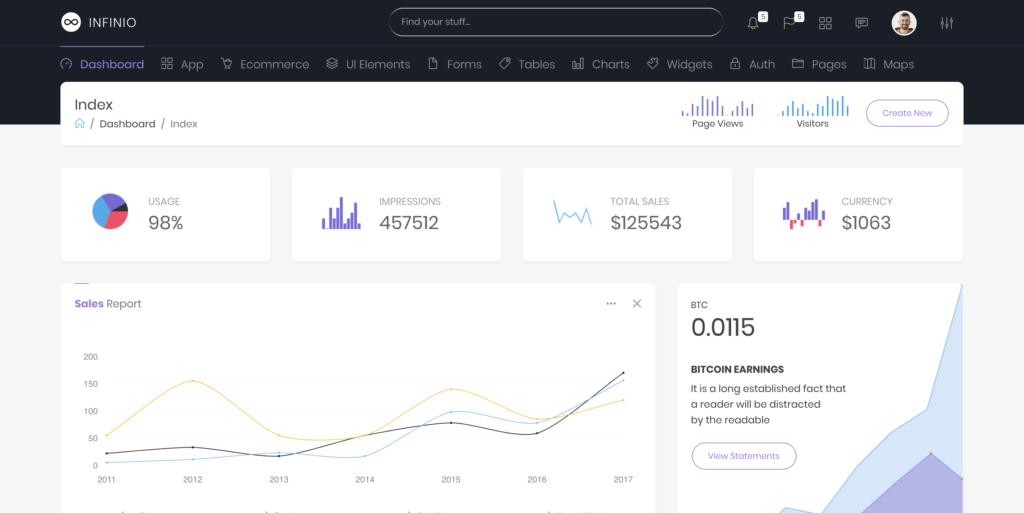 INFINIO
Find your stuff...
5
5
Dashboard App Ecommerce UI Elements Forms Tables Charts Widgets Auth Pages Maps
Index
/ Dashboard / Index
Page Views
Visitors
Create New
USAGE
98%
IMPRESSIONS
457512
TOTAL SALES
$125543
CURRENCY
$1063
Sales Report
200
150
100
50
0
2011 2012 2013 2014 2015 2016 2017
BTC
0.0115
BITCOIN EARNINGS
It is a long established fact that
a reader will be distracted
by the readable
View Statements